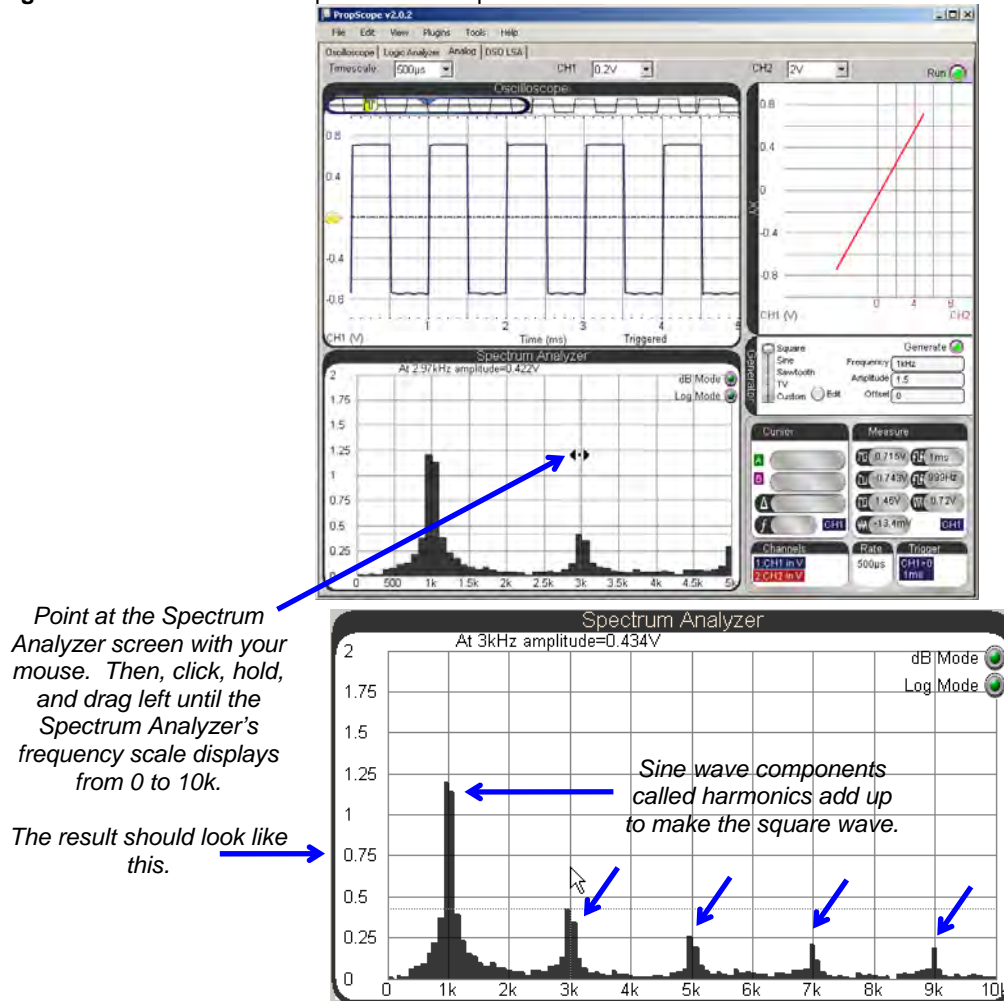 PropScope v2.0.2
File Edit View Plugins Tools Help
Oscilloscope Logic Analyzer Analog DSO LSA
Timescale 500µs CH1 0.2V CH2 2V Run
Oscilloscope
0.8
0.4
-0.4
-0.8
1 2 3 4 5
CH1 (V) Time (ms) Triggered
0.8
0.4
0
-0.4
-0.8
XY
0 4 8
CH1 (V) CH2
Spectrum Analyzer
At 2.97kHz amplitude=0.422V
dB Mode
Log Mode
2
1.75
1.5
1.25
1
0.75
0.5
0.25
0 500 1k 1.5k 2k 2.5k 3k 3.5k 4k 4.5k 5k
Generator
Square Generate
Sine Frequency 1kHz
Sawtooth Amplitude 1.5
TV Offset 0
Custom Edit
Cursor Measure
A 0.715V 1ms
B -0.743V 999Hz
Δ 1.46V 0.72V
f CH1 -13.4mV CH1
Channels Rate Trigger
1.CH1 in V 500µs CH1>0
2.CH2 in V 1ms
Point at the Spectrum
Analyzer screen with your
mouse. Then, click, hold,
and drag left until the
Spectrum Analyzer's
frequency scale displays
from 0 to 10k.
The result should look like
this.
Spectrum Analyzer
At 3kHz amplitude=0.434V
dB Mode
Log Mode
2
1.75
1.5
1.25
1
0.75
0.5
0.25
0
Sine wave components
called harmonics add up
to make the square wave.
0 1k 2k 3k 4k 5k 6k 7k 8k 9k